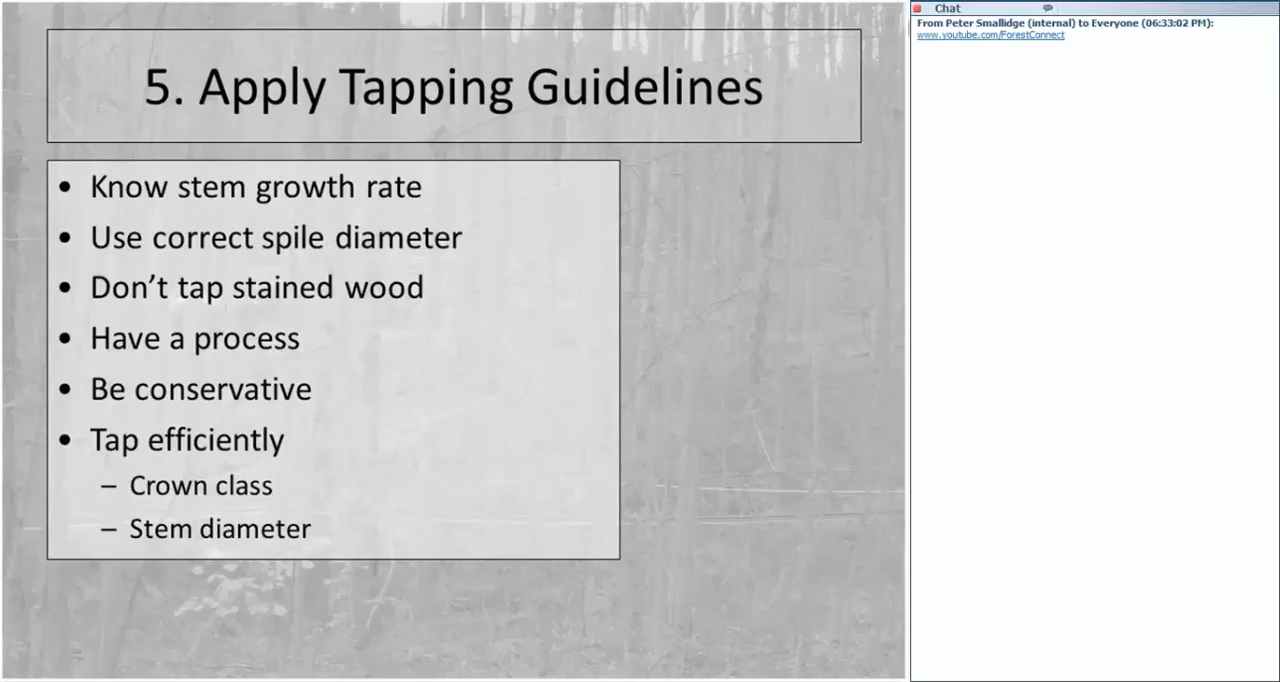 5. Apply Tapping Guidelines
• Know stem growth rate
• Use correct spile diameter
• Don't tap stained wood
• Have a process
• Be conservative
• Tap efficiently
– Crown class
– Stem diameter
Chat
From Peter Smallidge (internal) to Everyone (06:33:02 PM):
www.youtube.com/ForestConnect